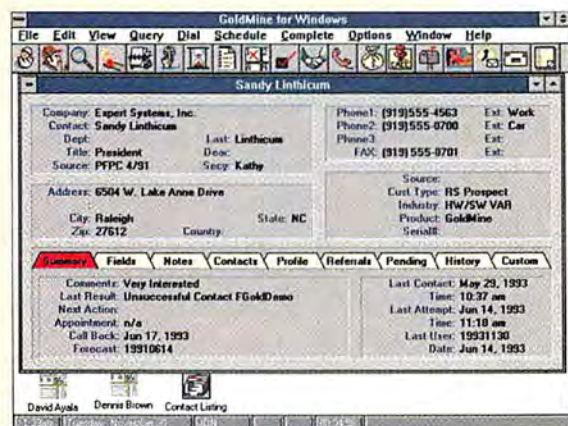 GoldMine for Windows
File Edit View Query Dial Schedule Complete Options Window Help
Sandy Linthicum
Company: Expert Systems, Inc.
Contact: Sandy Linthicum
Dept: Last: Linthicum
Title: President Dear:
Source: PFPC 4/91 Secy: Kathy
Phone1: (919)555-4563 Ext: Work
Phone2: (919)555-0700 Ext: Car
Phone3 Ext:
FAX: (919)555-0701 Ext:
Address: 6504 W. Lake Anne Drive
City: Raleigh State: NC
Zip: 27612 Country:
Source:
Cust Type: RS Prospect
Industry: HW/SW VAR
Product: GoldMine
Serial#:
Summary Fields Notes Contacts Profile Referrals Pending History Custom
Comments: Very Interested
Last Result: Unsuccessful Contact FGoldDemo
Next Action:
Appointment: n/a
Call Back: Jun 17, 1993
Forecast: 19910614
Last Contact: May 29, 1993
Time: 10:37 am
Last Attempt: Jun 14, 1993
Time: 11:18 am
Last User: 19931130
Date: Jun 14, 1993
David Ayala Dennis Brown Contact Listing